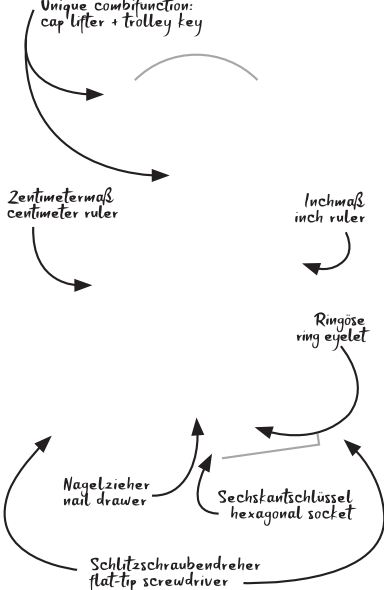 Unique combifunction:
cap lifter + trolley key
Zentimetermaß
centimeter ruler
Inchmaß
inch ruler
Ringöse
ring eyelet
Nagelzieher
nail drawer
Sechskantschlüssel
hexagonal socket
Schlitzschraubendreher
flat-tip screwdriver